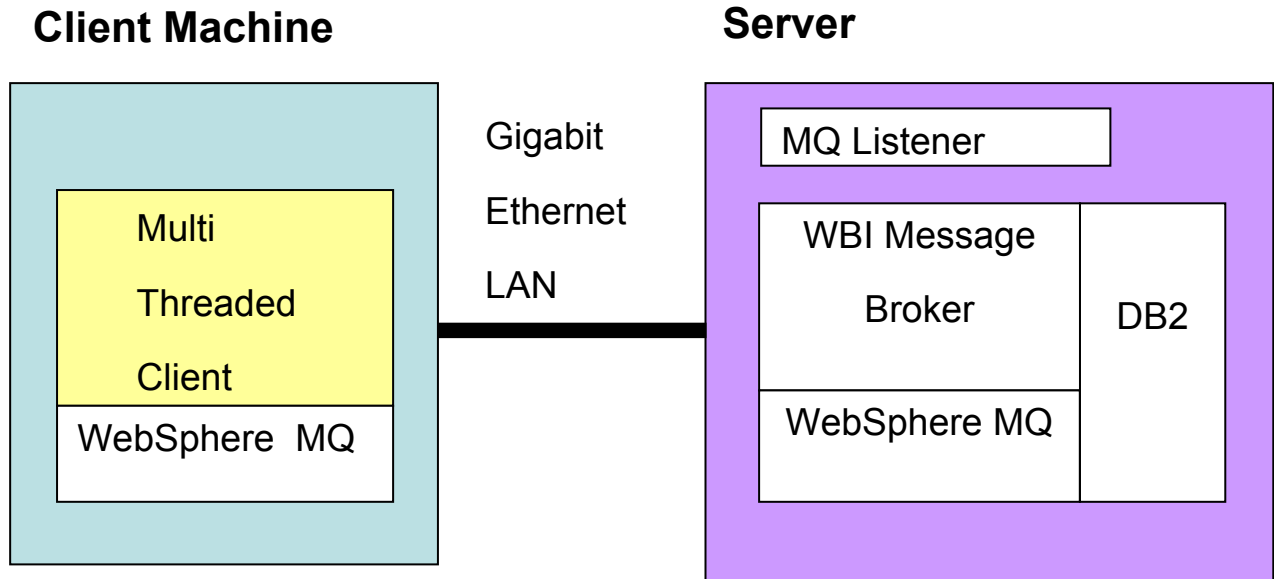 Client Machine
Server
Gigabit
Ethernet
LAN
Multi
Threaded
Client
WebSphere MQ
MQ Listener
WBI Message
Broker
WebSphere MQ
DB2